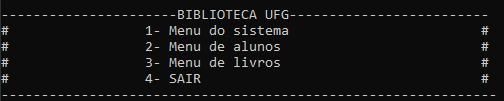 ----------------------BIBLIOTECA UFG-------------------------
#                 1- Menu do sistema                        #
#                 2- Menu de alunos                         #
#                 3- Menu de livros                         #
#                 4- SAIR                                   #
--------------------------------------------------------------